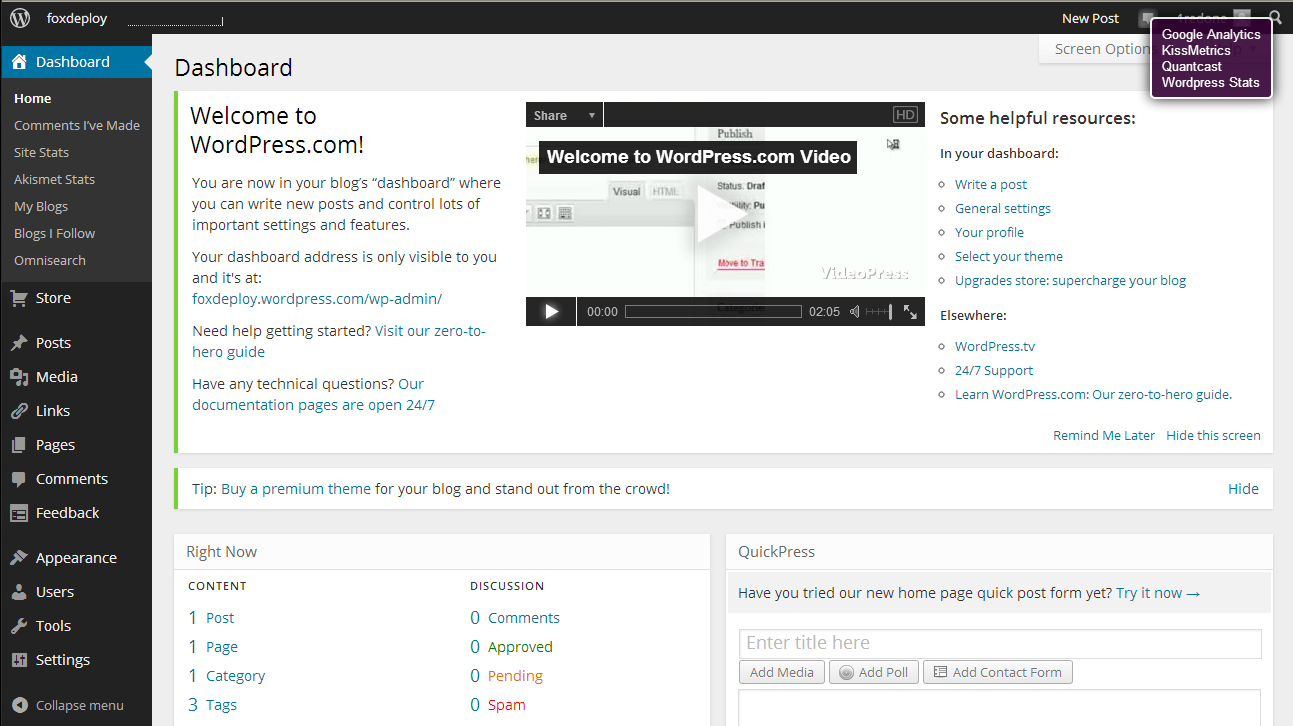 foxdeploy
New Post
1redone
Google Analytics
KissMetrics
Quantcast
Wordpress Stats
Screen Options
Dashboard
Home
Comments I've Made
Site Stats
Akismet Stats
My Blogs
Blogs I Follow
Omnisearch
Store
Posts
Media
Links
Pages
Comments
Feedback
Appearance
Users
Tools
Settings
Collapse menu
Dashboard
Welcome to
WordPress.com!
You are now in your blog's “dashboard” where
you can write new posts and control lots of
important settings and features.
Your dashboard address is only visible to you
and it's at:
foxdeploy.wordpress.com/wp-admin/
Need help getting started? Visit our zero-to-
hero guide
Have any technical questions? Our
documentation pages are open 24/7
Share
HD
Publish
Welcome to WordPress.com Video
Visual HTML
Status: Draf
Publish
Move to Tra
VideoPress
00:00 02:05
Some helpful resources:
In your dashboard:
Write a post
General settings
Your profile
Select your theme
Upgrades store: supercharge your blog
Elsewhere:
WordPress.tv
24/7 Support
Learn WordPress.com: Our zero-to-hero guide.
Remind Me Later Hide this screen
Tip: Buy a premium theme for your blog and stand out from the crowd!
Hide
Right Now
CONTENT
1 Post
1 Page
1 Category
3 Tags
DISCUSSION
0 Comments
0 Approved
0 Pending
0 Spam
QuickPress
Have you tried our new home page quick post form yet? Try it now →
Enter title here
Add Media Add Poll Add Contact Form